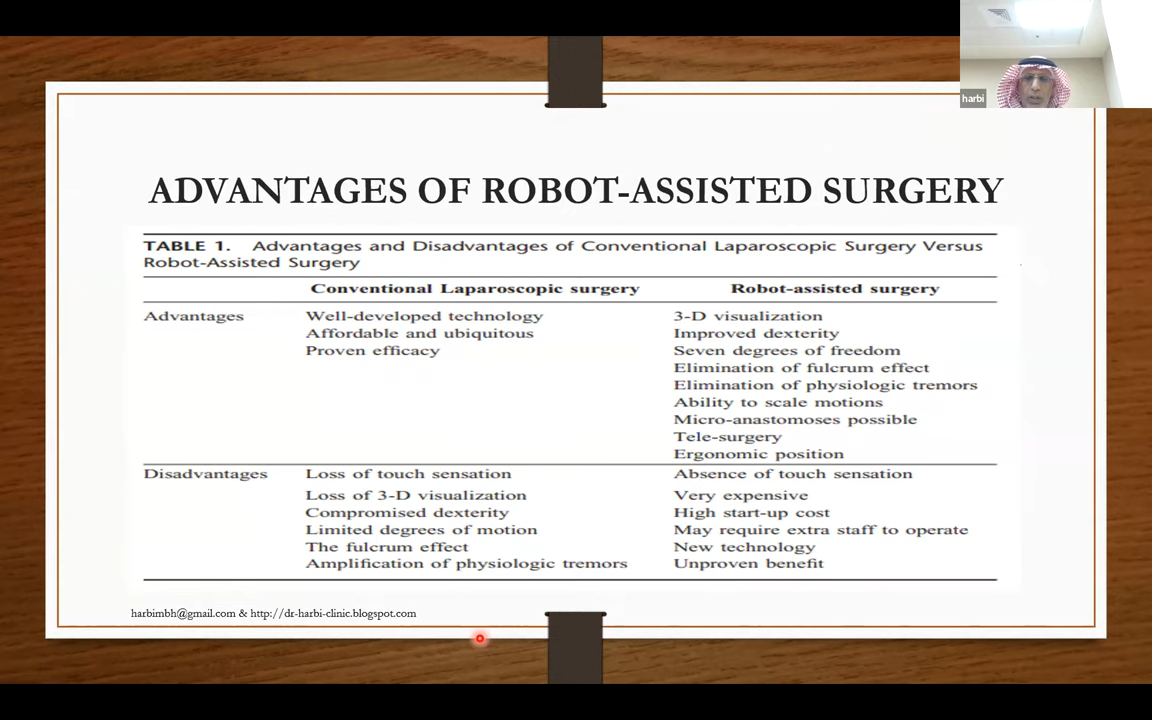 harbi
ADVANTAGES OF ROBOT-ASSISTED SURGERY
TABLE 1. Advantages and Disadvantages of Conventional Laparoscopic Surgery Versus
Robot-Assisted Surgery
Conventional Laparoscopic surgery Robot-assisted surgery
Advantages Well-developed technology 3-D visualization
Affordable and ubiquitous Improved dexterity
Proven efficacy Seven degrees of freedom
Elimination of fulcrum effect
Elimination of physiologic tremors
Ability to scale motions
Micro-anastomoses possible
Tele-surgery
Ergonomic position
Disadvantages Loss of touch sensation Absence of touch sensation
Loss of 3-D visualization Very expensive
Compromised dexterity High start-up cost
Limited degrees of motion May require extra staff to operate
The fulcrum effect New technology
Amplification of physiologic tremors Unproven benefit
harbimbh@gmail.com & http://dr-harbi-clinic.blogspot.com